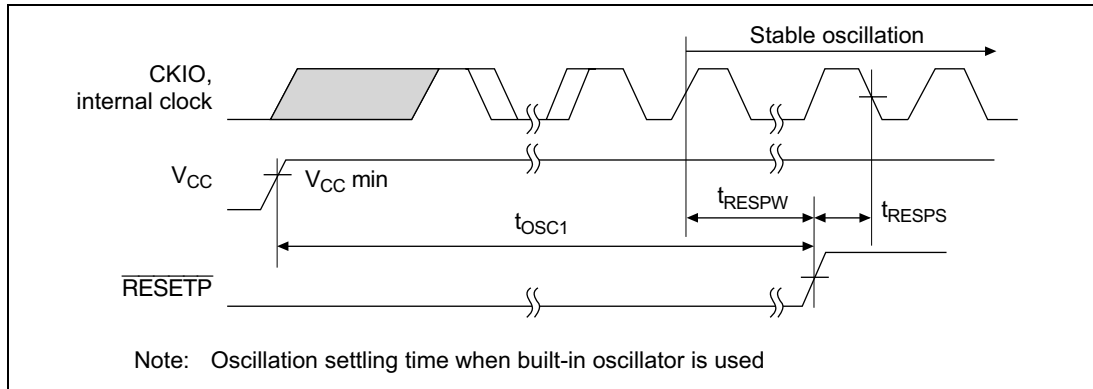 Stable oscillation
CKIO,
internal clock
VCC
VCC min
tRESPW
tRESPS
tOSC1
RESETP
Note: Oscillation settling time when built-in oscillator is used